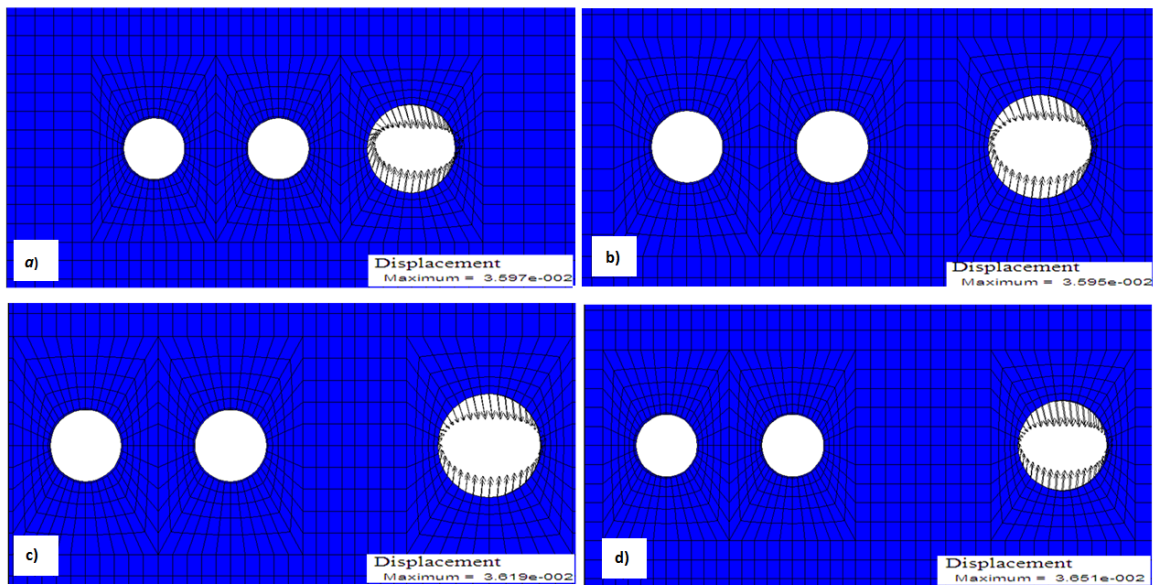 a)
Displacement
Maximum = 3.597e-002
b)
Displacement
Maximum = 3.595e-002
c)
Displacement
Maximum = 3.619e-002
d)
Displacement
Maximum = 3.651e-002